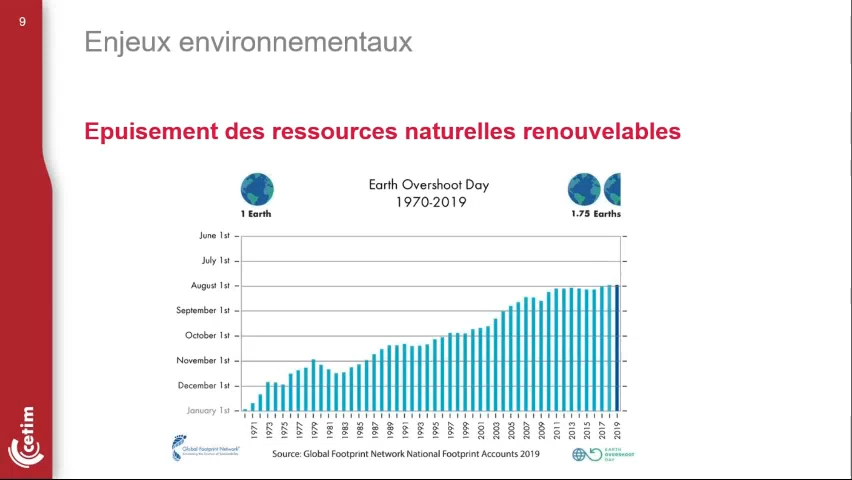 9
Enjeux environnementaux
Epuisement des ressources naturelles renouvelables
Earth Overshoot Day
1970-2019
1 Earth
1.75 Earths
June 1st
July 1st
August 1st
September 1st
October 1st
November 1st
December 1st
January 1st
1971
1973
1975
1977
1979
1981
1983
1985
1987
1989
1991
1993
1995
1997
1999
2001
2003
2005
2007
2009
2011
2013
2015
2017
2019
Global Footprint Network
Source: Global Footprint Network National Footprint Accounts 2019
EARTH
OVERSHOOT
DAY
cetim